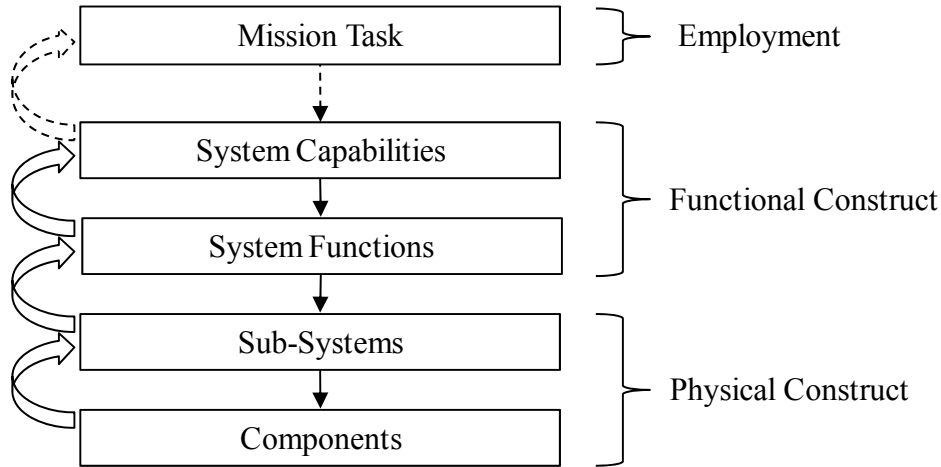 Mission Task
Employment
System Capabilities
Functional Construct
System Functions
Sub-Systems
Physical Construct
Components